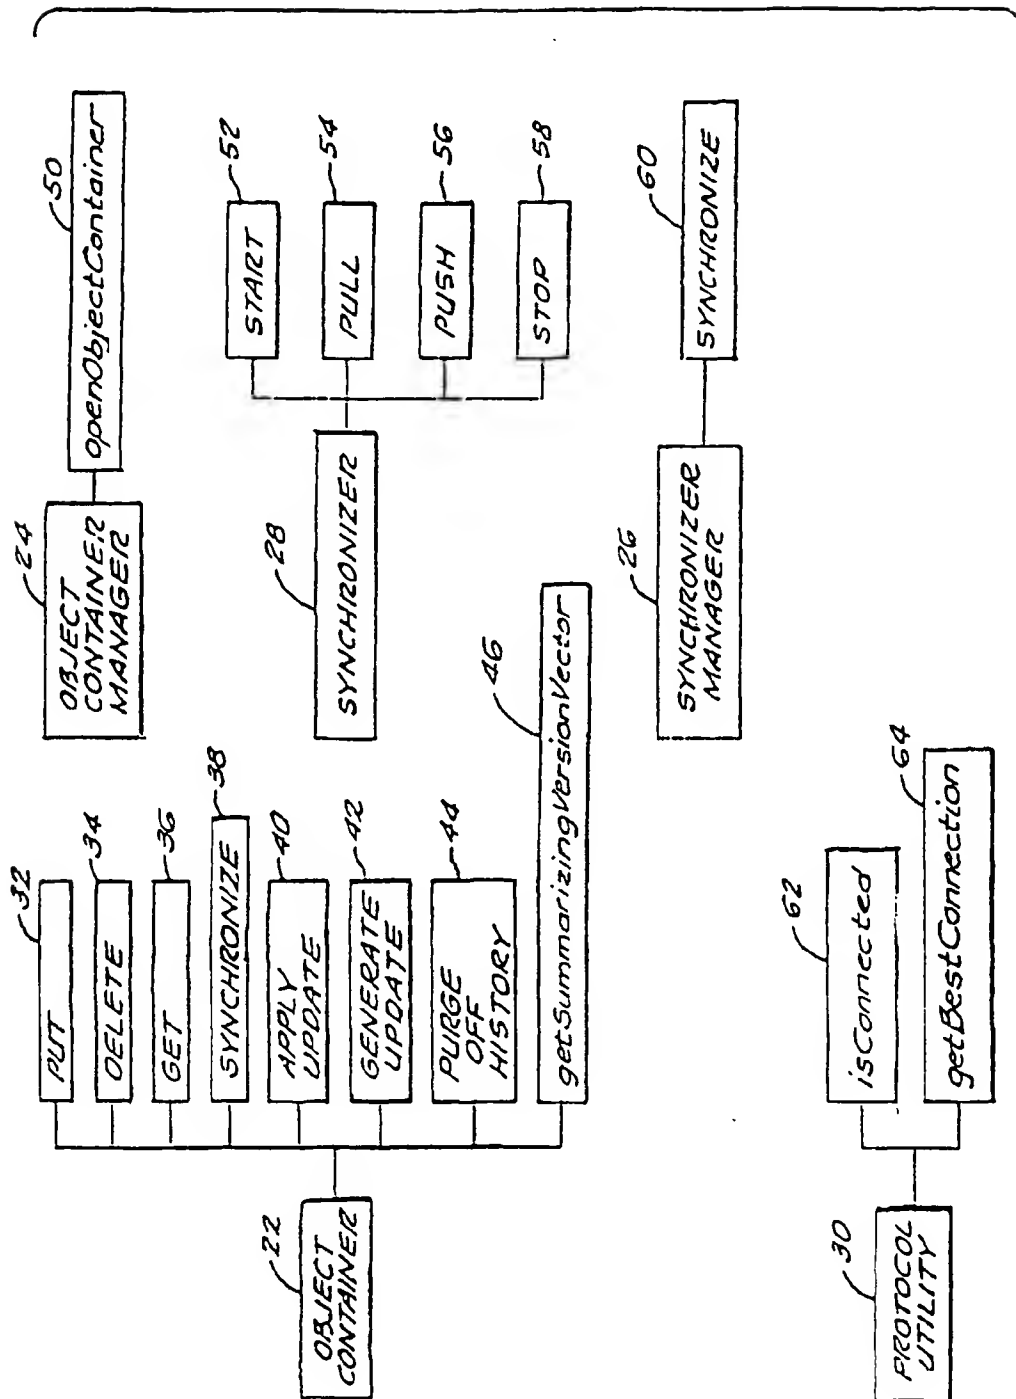 22
OBJECT
CONTAINER
32
PUT
34
DELETE
36
GET
38
SYNCHRONIZE
40
APPLY
UPDATE
42
GENERATE
UPDATE
44
PURGE
OFF
HISTORY
46
getSummarizingVersionVector
24
OBJECT
CONTAINER
MANAGER
50
openObjectContainer
28
SYNCHRONIZER
52
START
54
PULL
56
PUSH
58
STOP
26
SYNCHRONIZER
MANAGER
60
SYNCHRONIZE
30
PROTOCOL
UTILITY
62
isConnected
64
getBestConnection